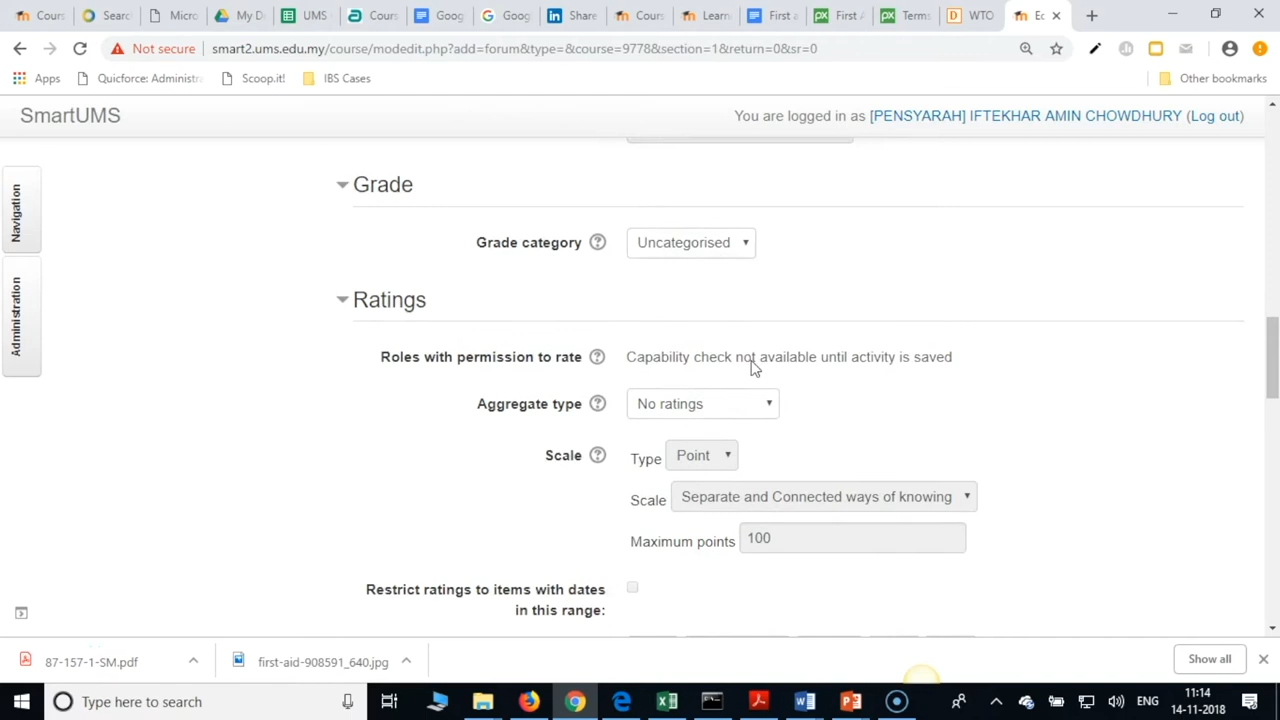 Cours
Searc
Micro
My D
UMS
Cours
Goog
Goog
Share
Cours
Learn
First a
First A
Terms
WTO
Ec
Not secure
smart2.ums.edu.my/course/modedit.php?add=forum&type=&course=9778&section=1&return=0&sr=0
Apps
Quicforce: Administra
Scoop.it!
IBS Cases
Other bookmarks
SmartUMS
You are logged in as [PENSYARAH] IFTEKHAR AMIN CHOWDHURY (Log out)
Navigation
Administration
Grade
Grade category
Uncategorised
Ratings
Roles with permission to rate
Capability check not available until activity is saved
Aggregate type
No ratings
Scale
Type Point
Scale Separate and Connected ways of knowing
Maximum points 100
Restrict ratings to items with dates
in this range:
87-157-1-SM.pdf
first-aid-908591_640.jpg
Show all
Type here to search
ENG
11:14
14-11-2018